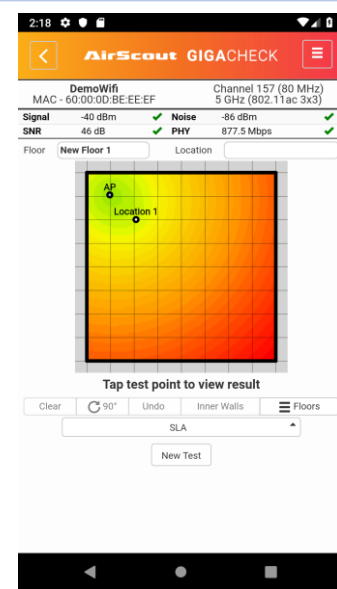 2:18
AirScout GIGACHECK
DemoWifi Channel 157 (80 MHz)
MAC - 60:00:0D:BE:EE:EF 5 GHz (802.11ac 3x3)
Signal -40 dBm Noise -86 dBm
SNR 46 dB PHY 877.5 Mbps
Floor New Floor 1 Location
AP
Location 1
Tap test point to view result
Clear 90° Undo Inner Walls Floors
SLA
New Test